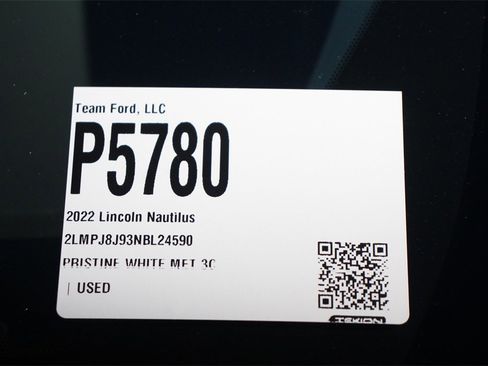 Team Ford, LLC
P5780
2022 Lincoln Nautilus
2LMPJ8J93NBL24590
PRISTINE WHITE MET 3C
| USED
TEKION